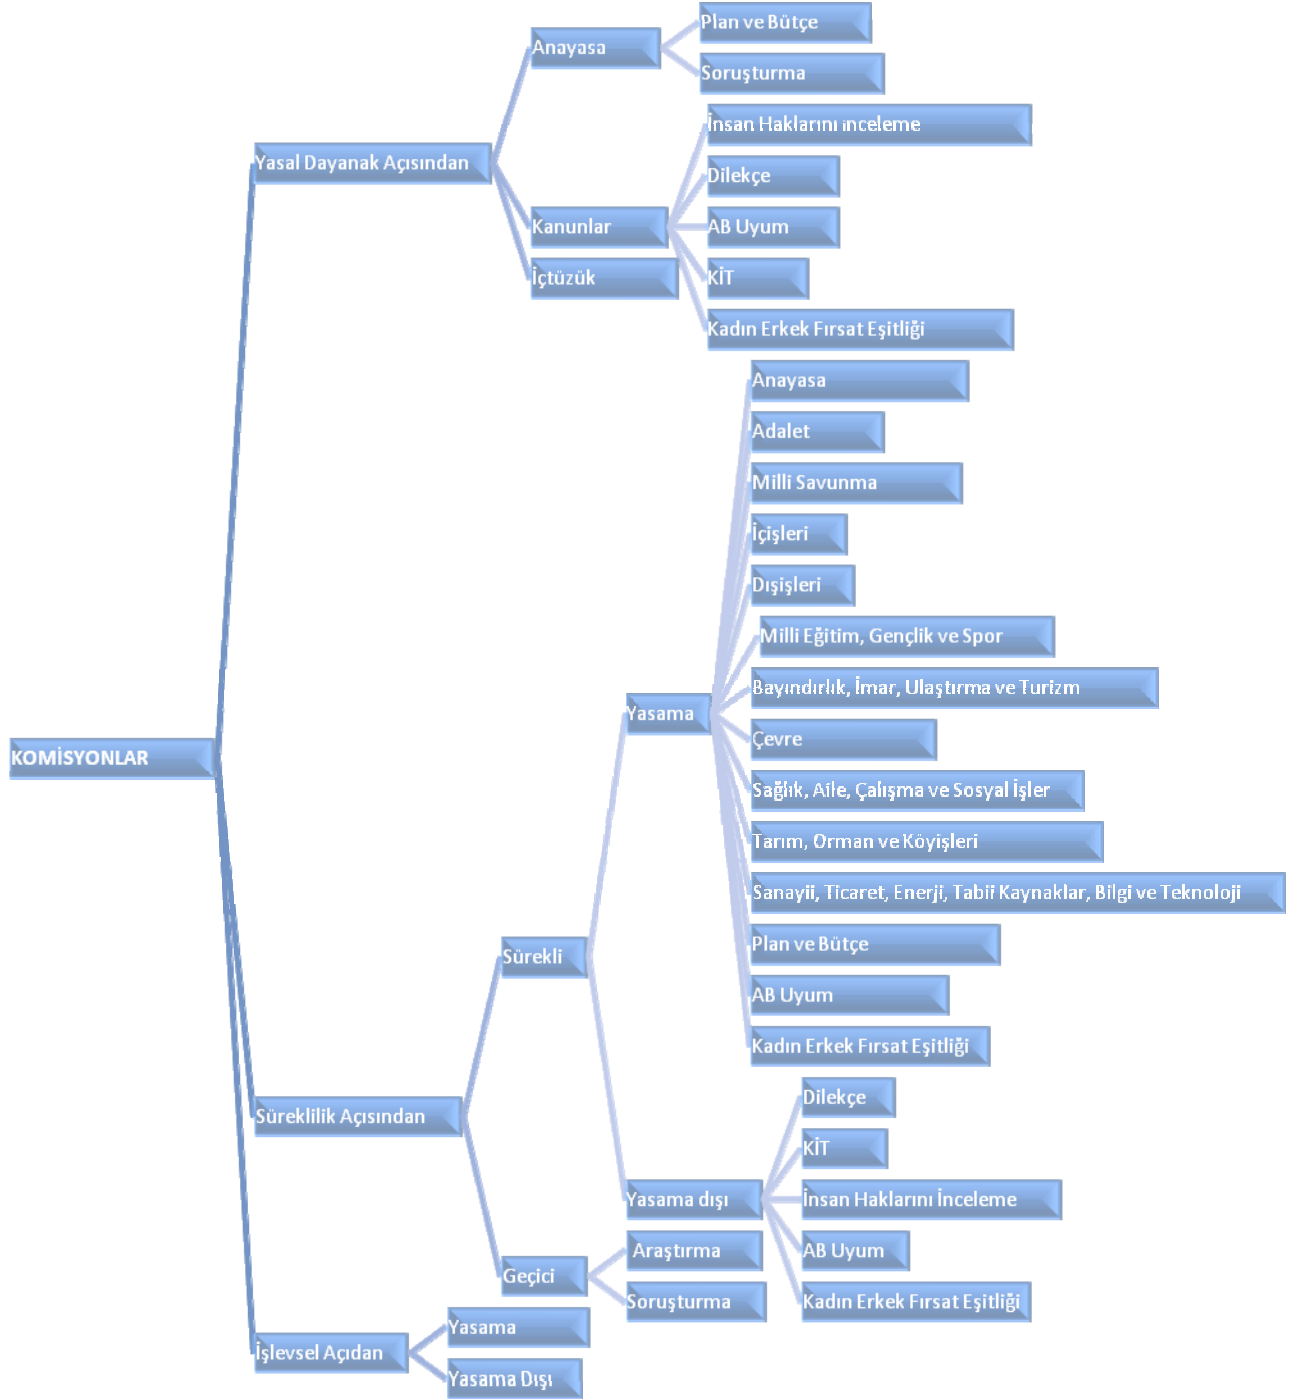 Plan ve Bütçe
Anayasa
Soruşturma
İnsan Haklarını inceleme
Yasal Dayanak Açısından
Dilekçe
Kanunlar
AB Uyum
İçtüzük
KİT
Kadın Erkek Fırsat Eşitliği
Anayasa
Adalet
Milli Savunma
İçişleri
Dışişleri
Milli Eğitim, Gençlik ve Spor
Bayındırlık, İmar, Ulaştırma ve Turizm
Yasama
Çevre
KOMİSYONLAR
Sağlık, Aile, Çalışma ve Sosyal İşler
Tarım, Orman ve Köyişleri
Sanayii, Ticaret, Enerji, Tabii Kaynaklar, Bilgi ve Teknoloji
Plan ve Bütçe
Sürekli
AB Uyum
Kadın Erkek Fırsat Eşitliği
Dilekçe
Süreklilik Açısından
KİT
Yasama dışı
İnsan Haklarını İnceleme
Araştırma
AB Uyum
Geçici
Soruşturma
Kadın Erkek Fırsat Eşitliği
Yasama
İşlevsel Açıdan
Yasama Dışı